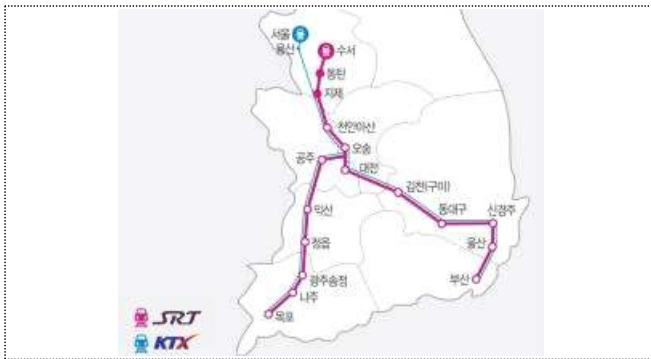 서울
용산
수서
동탄
지제
천안아산
오송
공주
대전
김천(구미)
익산
동대구
신경주
정읍
울산
광주송정
부산
나주
목포
SRT
KTX